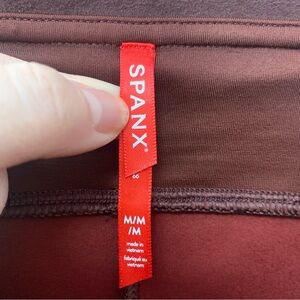 SPANX®
M/M
/M
made in
vietnam
fabriqué au
vietnam